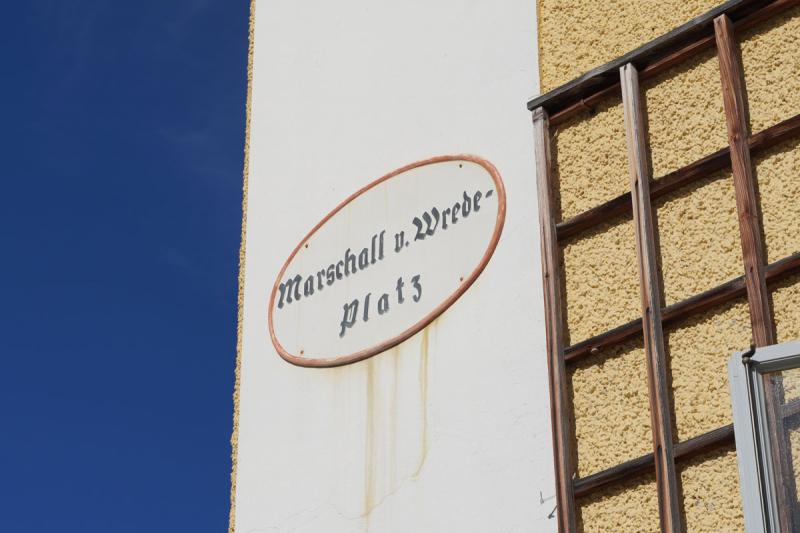 Marschall v. Wrede-
Platz